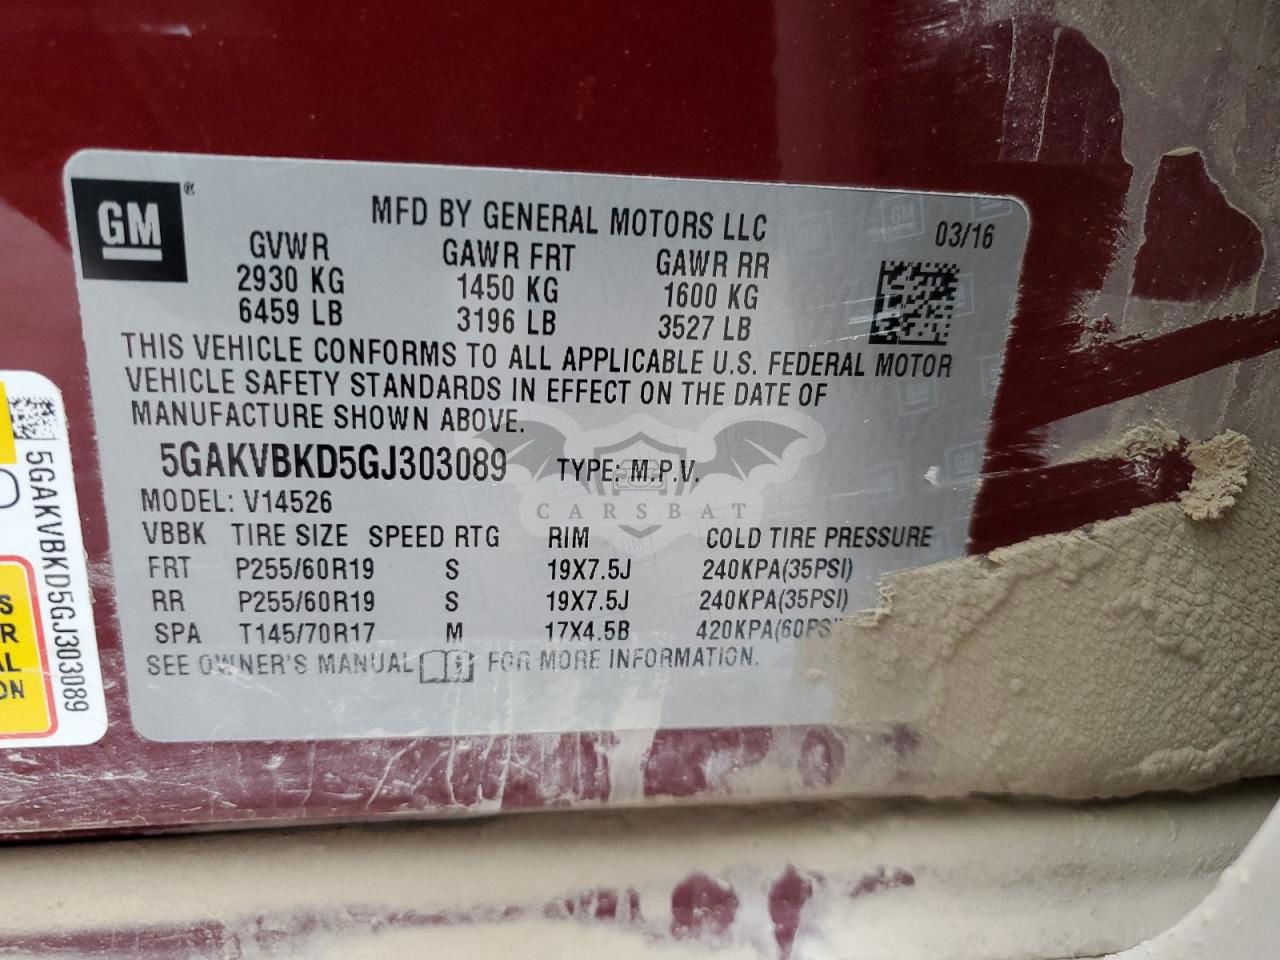 GM ®
MFD BY GENERAL MOTORS LLC
03/16
GVWR GAWR FRT GAWR RR
2930 KG 1450 KG 1600 KG
6459 LB 3196 LB 3527 LB
THIS VEHICLE CONFORMS TO ALL APPLICABLE U.S. FEDERAL MOTOR
VEHICLE SAFETY STANDARDS IN EFFECT ON THE DATE OF
MANUFACTURE SHOWN ABOVE.
5GAKVBKD5GJ303089 TYPE: M.P.V.
MODEL: V14526
CARSBAT
VBBK TIRE SIZE SPEED RTG RIM COLD TIRE PRESSURE
FRT P255/60R19 S 19X7.5J 240KPA(35PSI)
RR P255/60R19 S 19X7.5J 240KPA(35PSI)
SPA T145/70R17 M 17X4.5B 420KPA(60PSI
SEE OWNER'S MANUAL FOR MORE INFORMATION.
5GAKVBKD5GJ303089
S
R
AL
ON